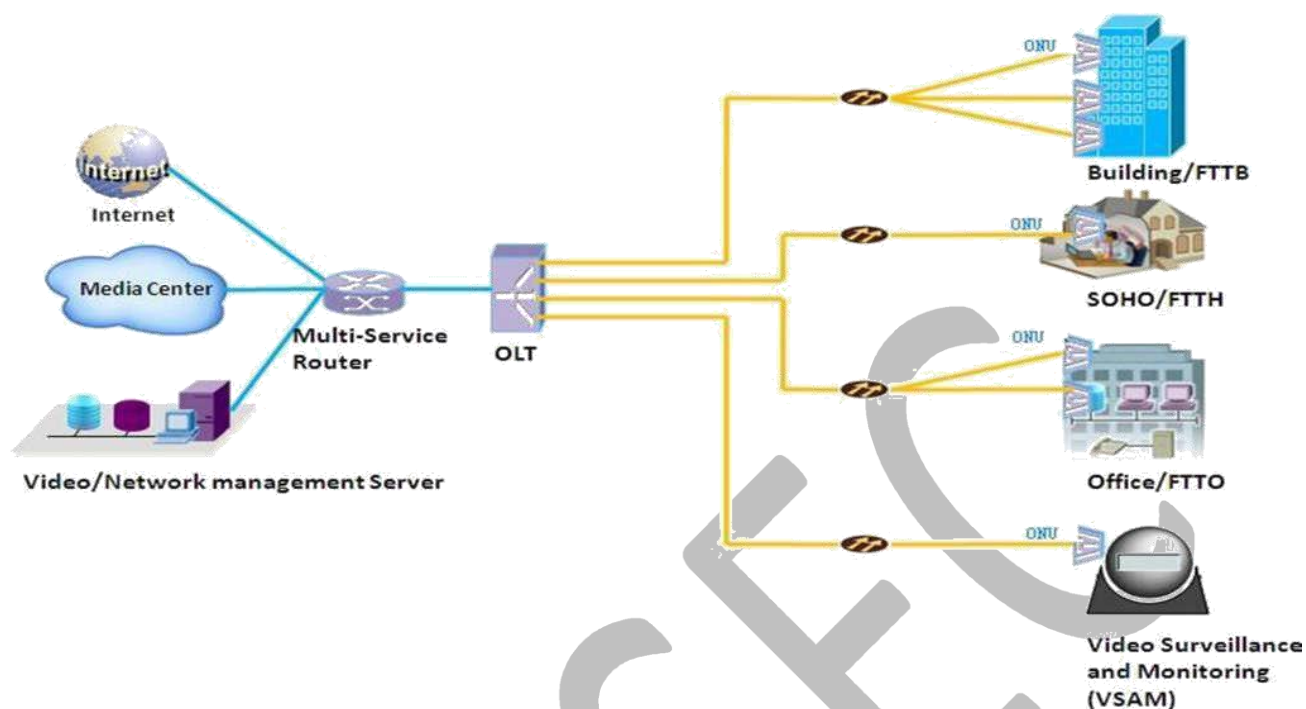 Internet
Internet
Media Center
Multi-Service
Router
OLT
Video/Network management Server
ONU
Building/FTTB
ONU
SOHO/FTTH
ONU
Office/FTTO
ONU
Video Surveillance
and Monitoring
(VSAM)